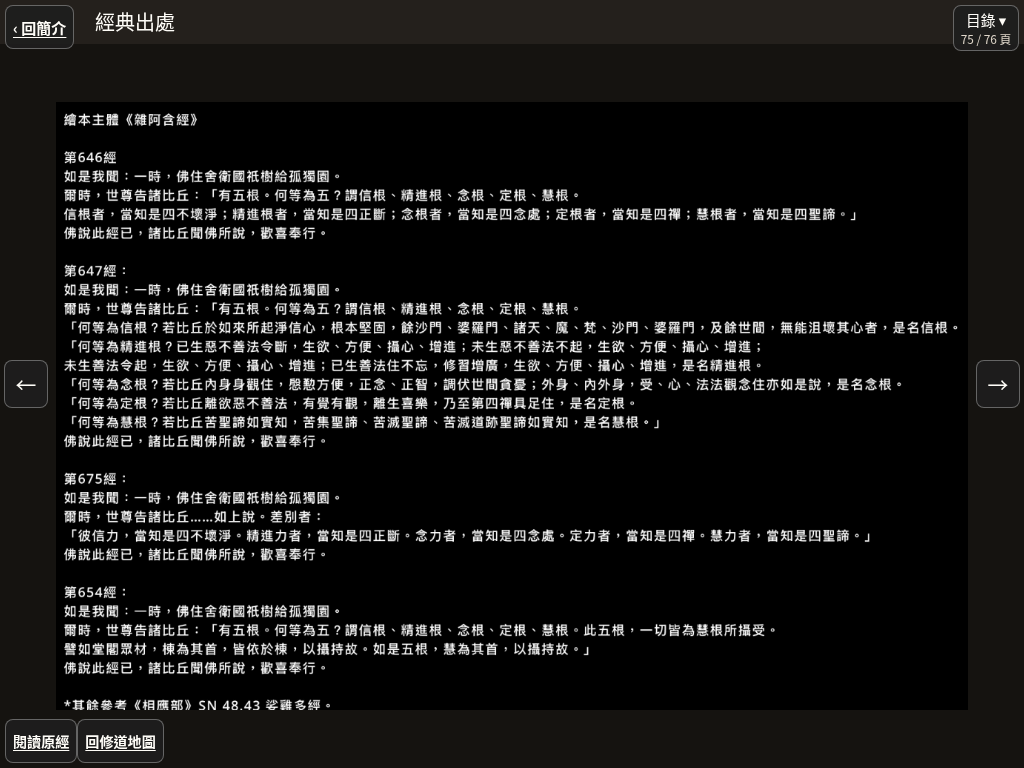 ‹ 回簡介
經典出處
目錄 ▾
75 / 76 頁
繪本主體《雜阿含經》
第646經
如是我聞：一時，佛住舍衛國祇樹給孤獨園。
爾時，世尊告諸比丘：「有五根。何等為五？謂信根、精進根、念根、定根、慧根。
信根者，當知是四不壞淨；精進根者，當知是四正斷；念根者，當知是四念處；定根者，當知是四禪；慧根者，當知是四聖諦。」
佛說此經已，諸比丘聞佛所說，歡喜奉行。
第647經：
如是我聞：一時，佛住舍衛國祇樹給孤獨園。
爾時，世尊告諸比丘：「有五根。何等為五？謂信根、精進根、念根、定根、慧根。
「何等為信根？若比丘於如來所起淨信心，根本堅固，餘沙門、婆羅門、諸天、魔、梵、沙門、婆羅門，及餘世間，無能沮壞其心者，是名信根。
「何等為精進根？已生惡不善法令斷，生欲、方便、攝心、增進；未生惡不善法不起，生欲、方便、攝心、增進；
未生善法令起，生欲、方便、攝心、增進；已生善法住不忘，修習增廣，生欲、方便、攝心、增進，是名精進根。
「何等為念根？若比丘內身身觀住，慇懃方便，正念、正智，調伏世間貪憂；外身、內外身，受、心、法法觀念住亦如是說，是名念根。
「何等為定根？若比丘離欲惡不善法，有覺有觀，離生喜樂，乃至第四禪具足住，是名定根。
「何等為慧根？若比丘苦聖諦如實知，苦集聖諦、苦滅聖諦、苦滅道跡聖諦如實知，是名慧根。」
佛說此經已，諸比丘聞佛所說，歡喜奉行。
第675經：
如是我聞：一時，佛住舍衛國祇樹給孤獨園。
爾時，世尊告諸比丘……如上說。差別者：
「彼信力，當知是四不壞淨。精進力者，當知是四正斷。念力者，當知是四念處。定力者，當知是四禪。慧力者，當知是四聖諦。」
佛說此經已，諸比丘聞佛所說，歡喜奉行。
第654經：
如是我聞：一時，佛住舍衛國祇樹給孤獨園。
爾時，世尊告諸比丘：「有五根。何等為五？謂信根、精進根、念根、定根、慧根。此五根，一切皆為慧根所攝受。
譬如堂閣眾材，棟為其首，皆依於棟，以攝持故。如是五根，慧為其首，以攝持故。」
佛說此經已，諸比丘聞佛所說，歡喜奉行。
*其餘參考《相應部》SN 48.43 娑雞多經。
←
→
閱讀原經
回修道地圖